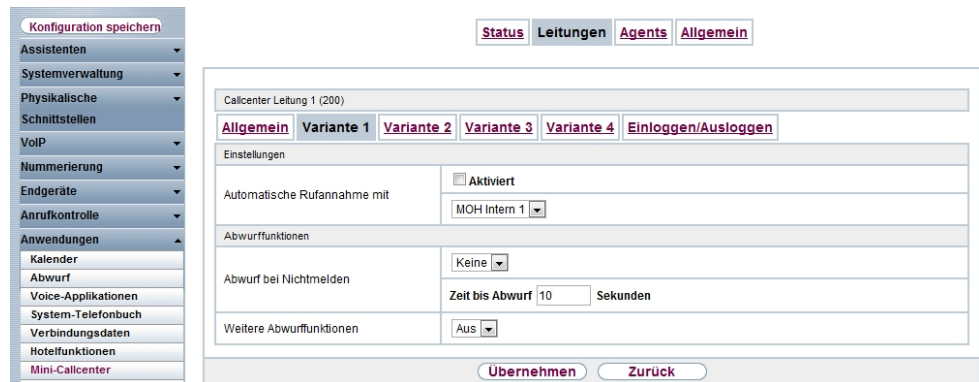 Konfiguration speichern
Assistenten
Systemverwaltung
Physikalische
Schnittstellen
VoIP
Nummerierung
Endgeräte
Anrufkontrolle
Anwendungen
Kalender
Abwurf
Voice-Applikationen
System-Telefonbuch
Verbindungsdaten
Hotelfunktionen
Mini-Callcenter
Status Leitungen Agents Allgemein
Callcenter Leitung 1 (200)
Allgemein Variante 1 Variante 2 Variante 3 Variante 4 Einloggen/Ausloggen
Einstellungen
Automatische Rufannahme mit
Aktiviert
MOH Intern 1
Abwurffunktionen
Abwurf bei Nichtmelden
Keine
Zeit bis Abwurf 10 Sekunden
Weitere Abwurffunktionen Aus
Übernehmen Zurück